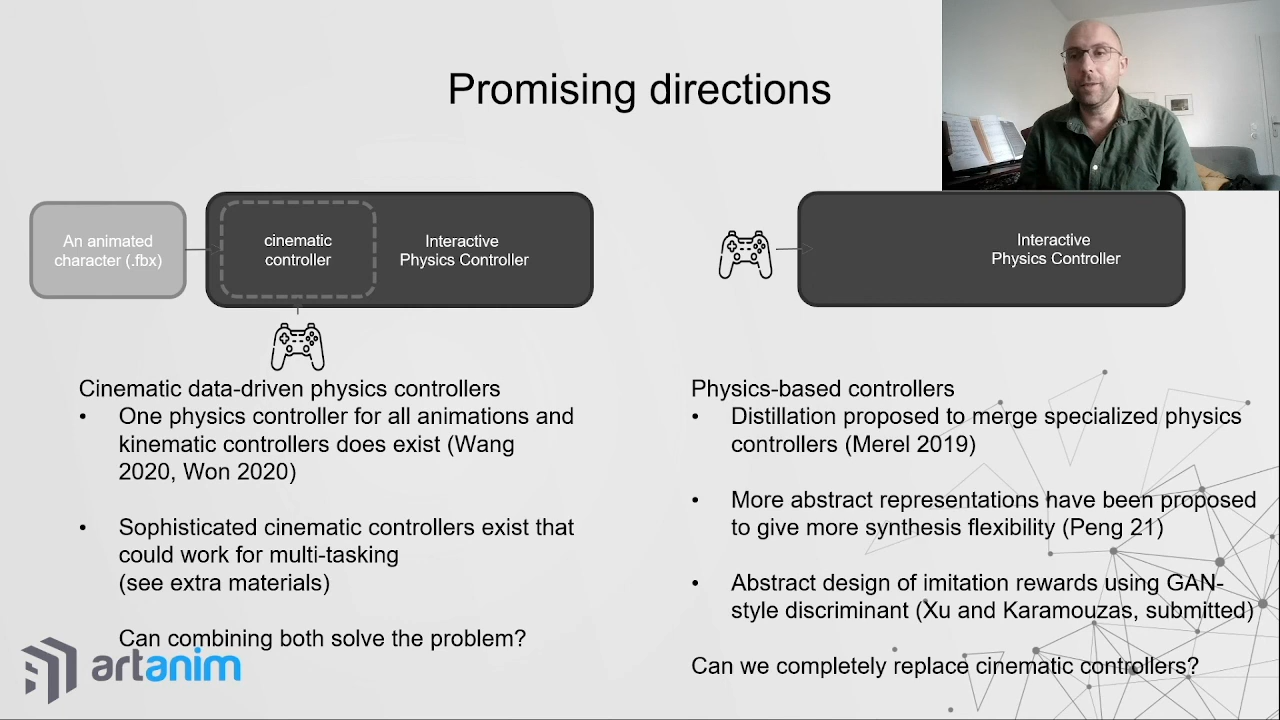 Promising directions
An animated
character (.fbx)
cinematic
controller
Interactive
Physics Controller
Interactive
Physics Controller
Cinematic data-driven physics controllers
• One physics controller for all animations and
kinematic controllers does exist (Wang
2020, Won 2020)
• Sophisticated cinematic controllers exist that
could work for multi-tasking
(see extra materials)
Can combining both solve the problem?
Physics-based controllers
• Distillation proposed to merge specialized physics
controllers (Merel 2019)
• More abstract representations have been proposed
to give more synthesis flexibility (Peng 21)
• Abstract design of imitation rewards using GAN-
style discriminant (Xu and Karamouzas, submitted)
Can we completely replace cinematic controllers?
artanim